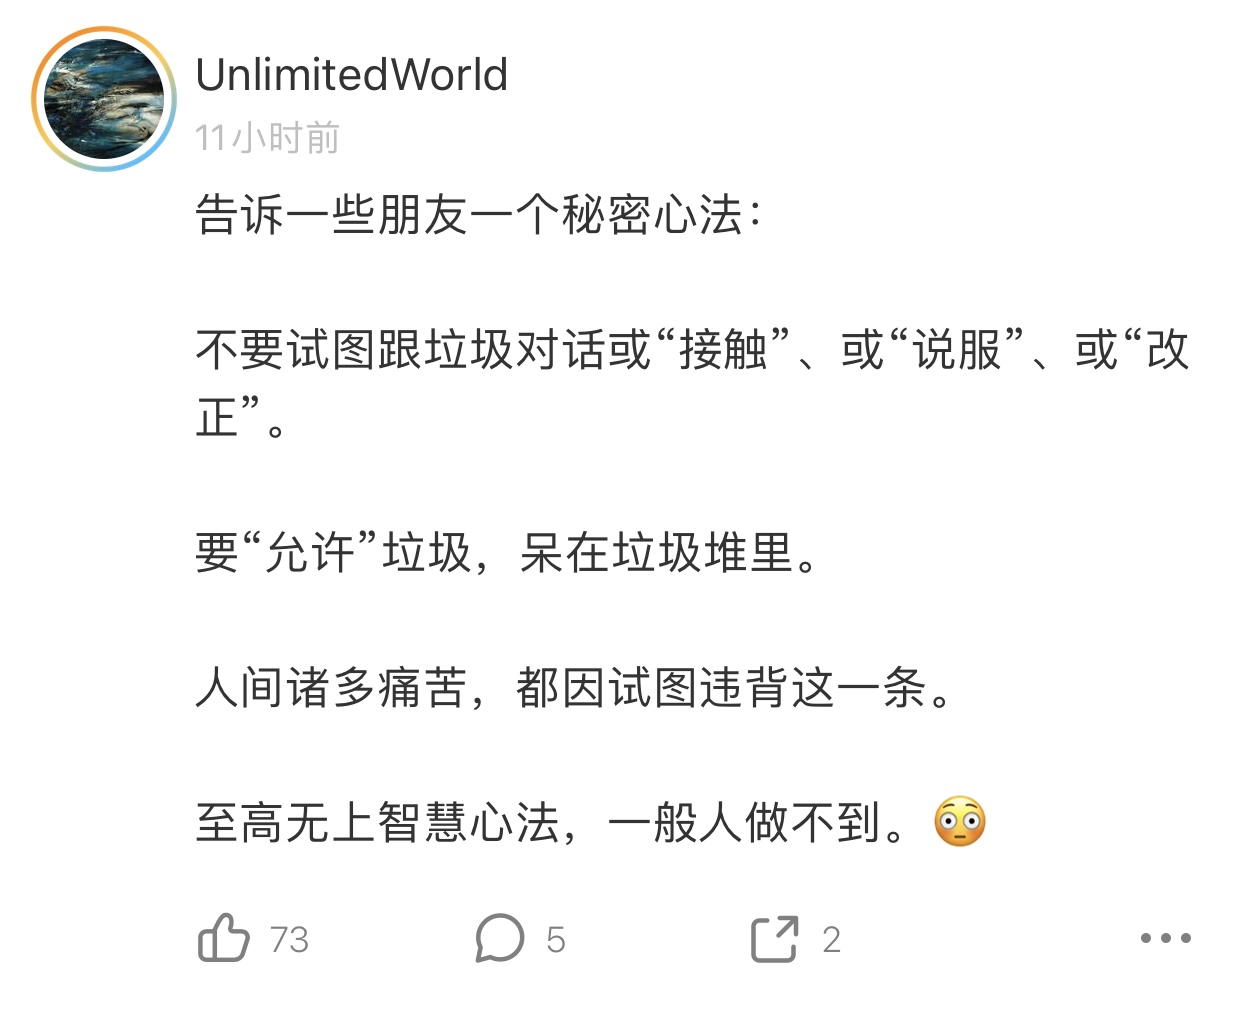 UnlimitedWorld
11小时前
告诉一些朋友一个秘密心法：
不要试图跟垃圾对话或“接触”、或“说服”、或“改
正”。
要“允许”垃圾，呆在垃圾堆里。
人间诸多痛苦，都因试图违背这一条。
至高无上智慧心法，一般人做不到。😳
73 5 2